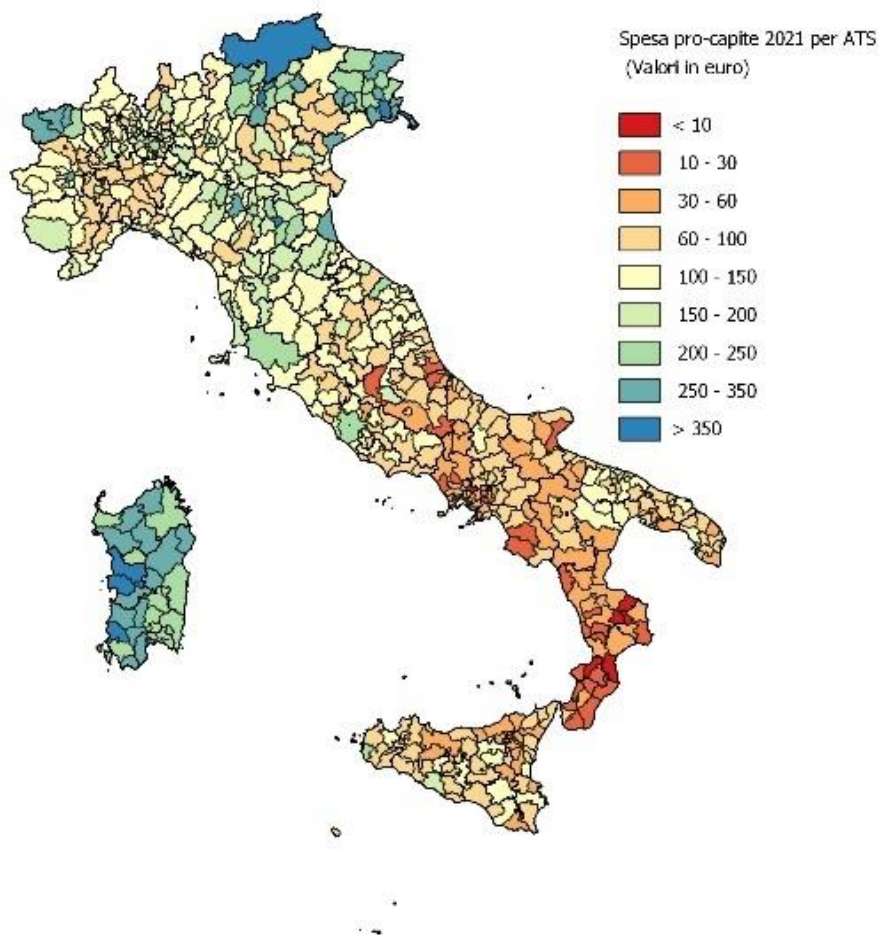 Spesa pro-capite 2021 per ATS
(Valori in euro)
< 10
10 - 30
30 - 60
60 - 100
100 - 150
150 - 200
200 - 250
250 - 350
> 350